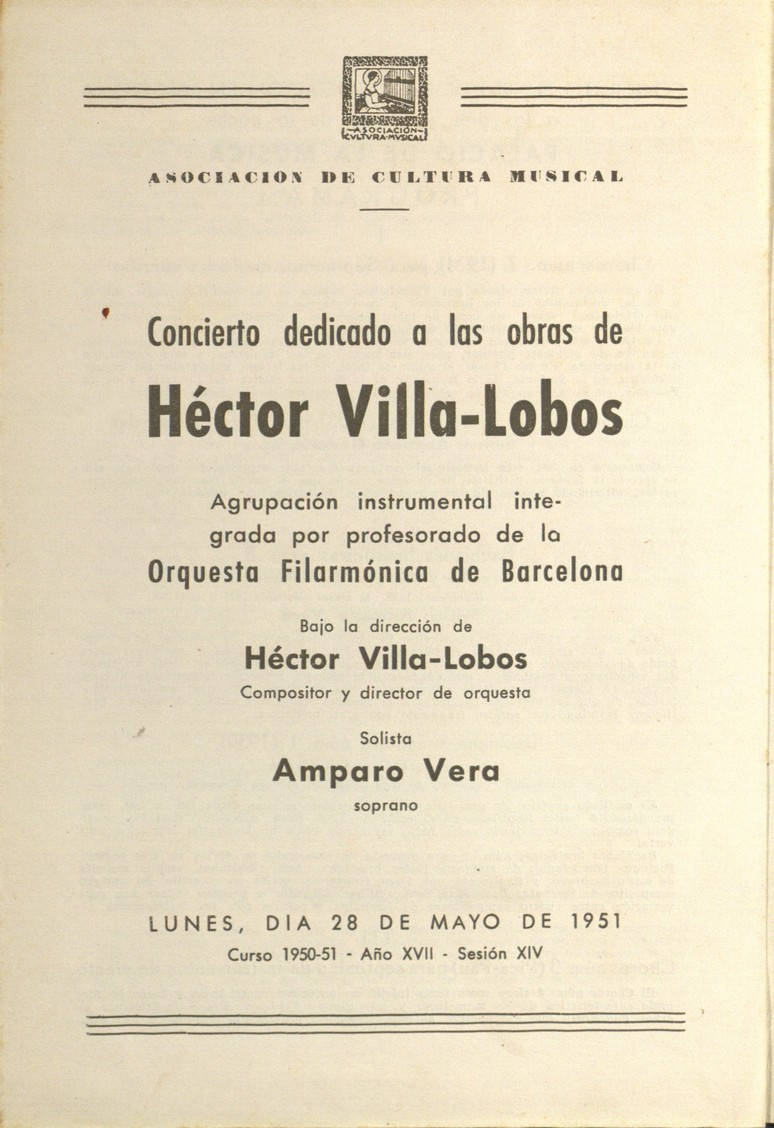 ASOCIACIÓN
CVLTVRA MVSICAL
ASOCIACION DE CULTURA MUSICAL
Concierto dedicado a las obras de
Héctor Villa-Lobos
Agrupación instrumental inte-
grada por profesorado de la
Orquesta Filarmónica de Barcelona
Bajo la dirección de
Héctor Villa-Lobos
Compositor y director de orquesta
Solista
Amparo Vera
soprano
LUNES, DIA 28 DE MAYO DE 1951
Curso 1950-51 - Año XVII - Sesión XIV